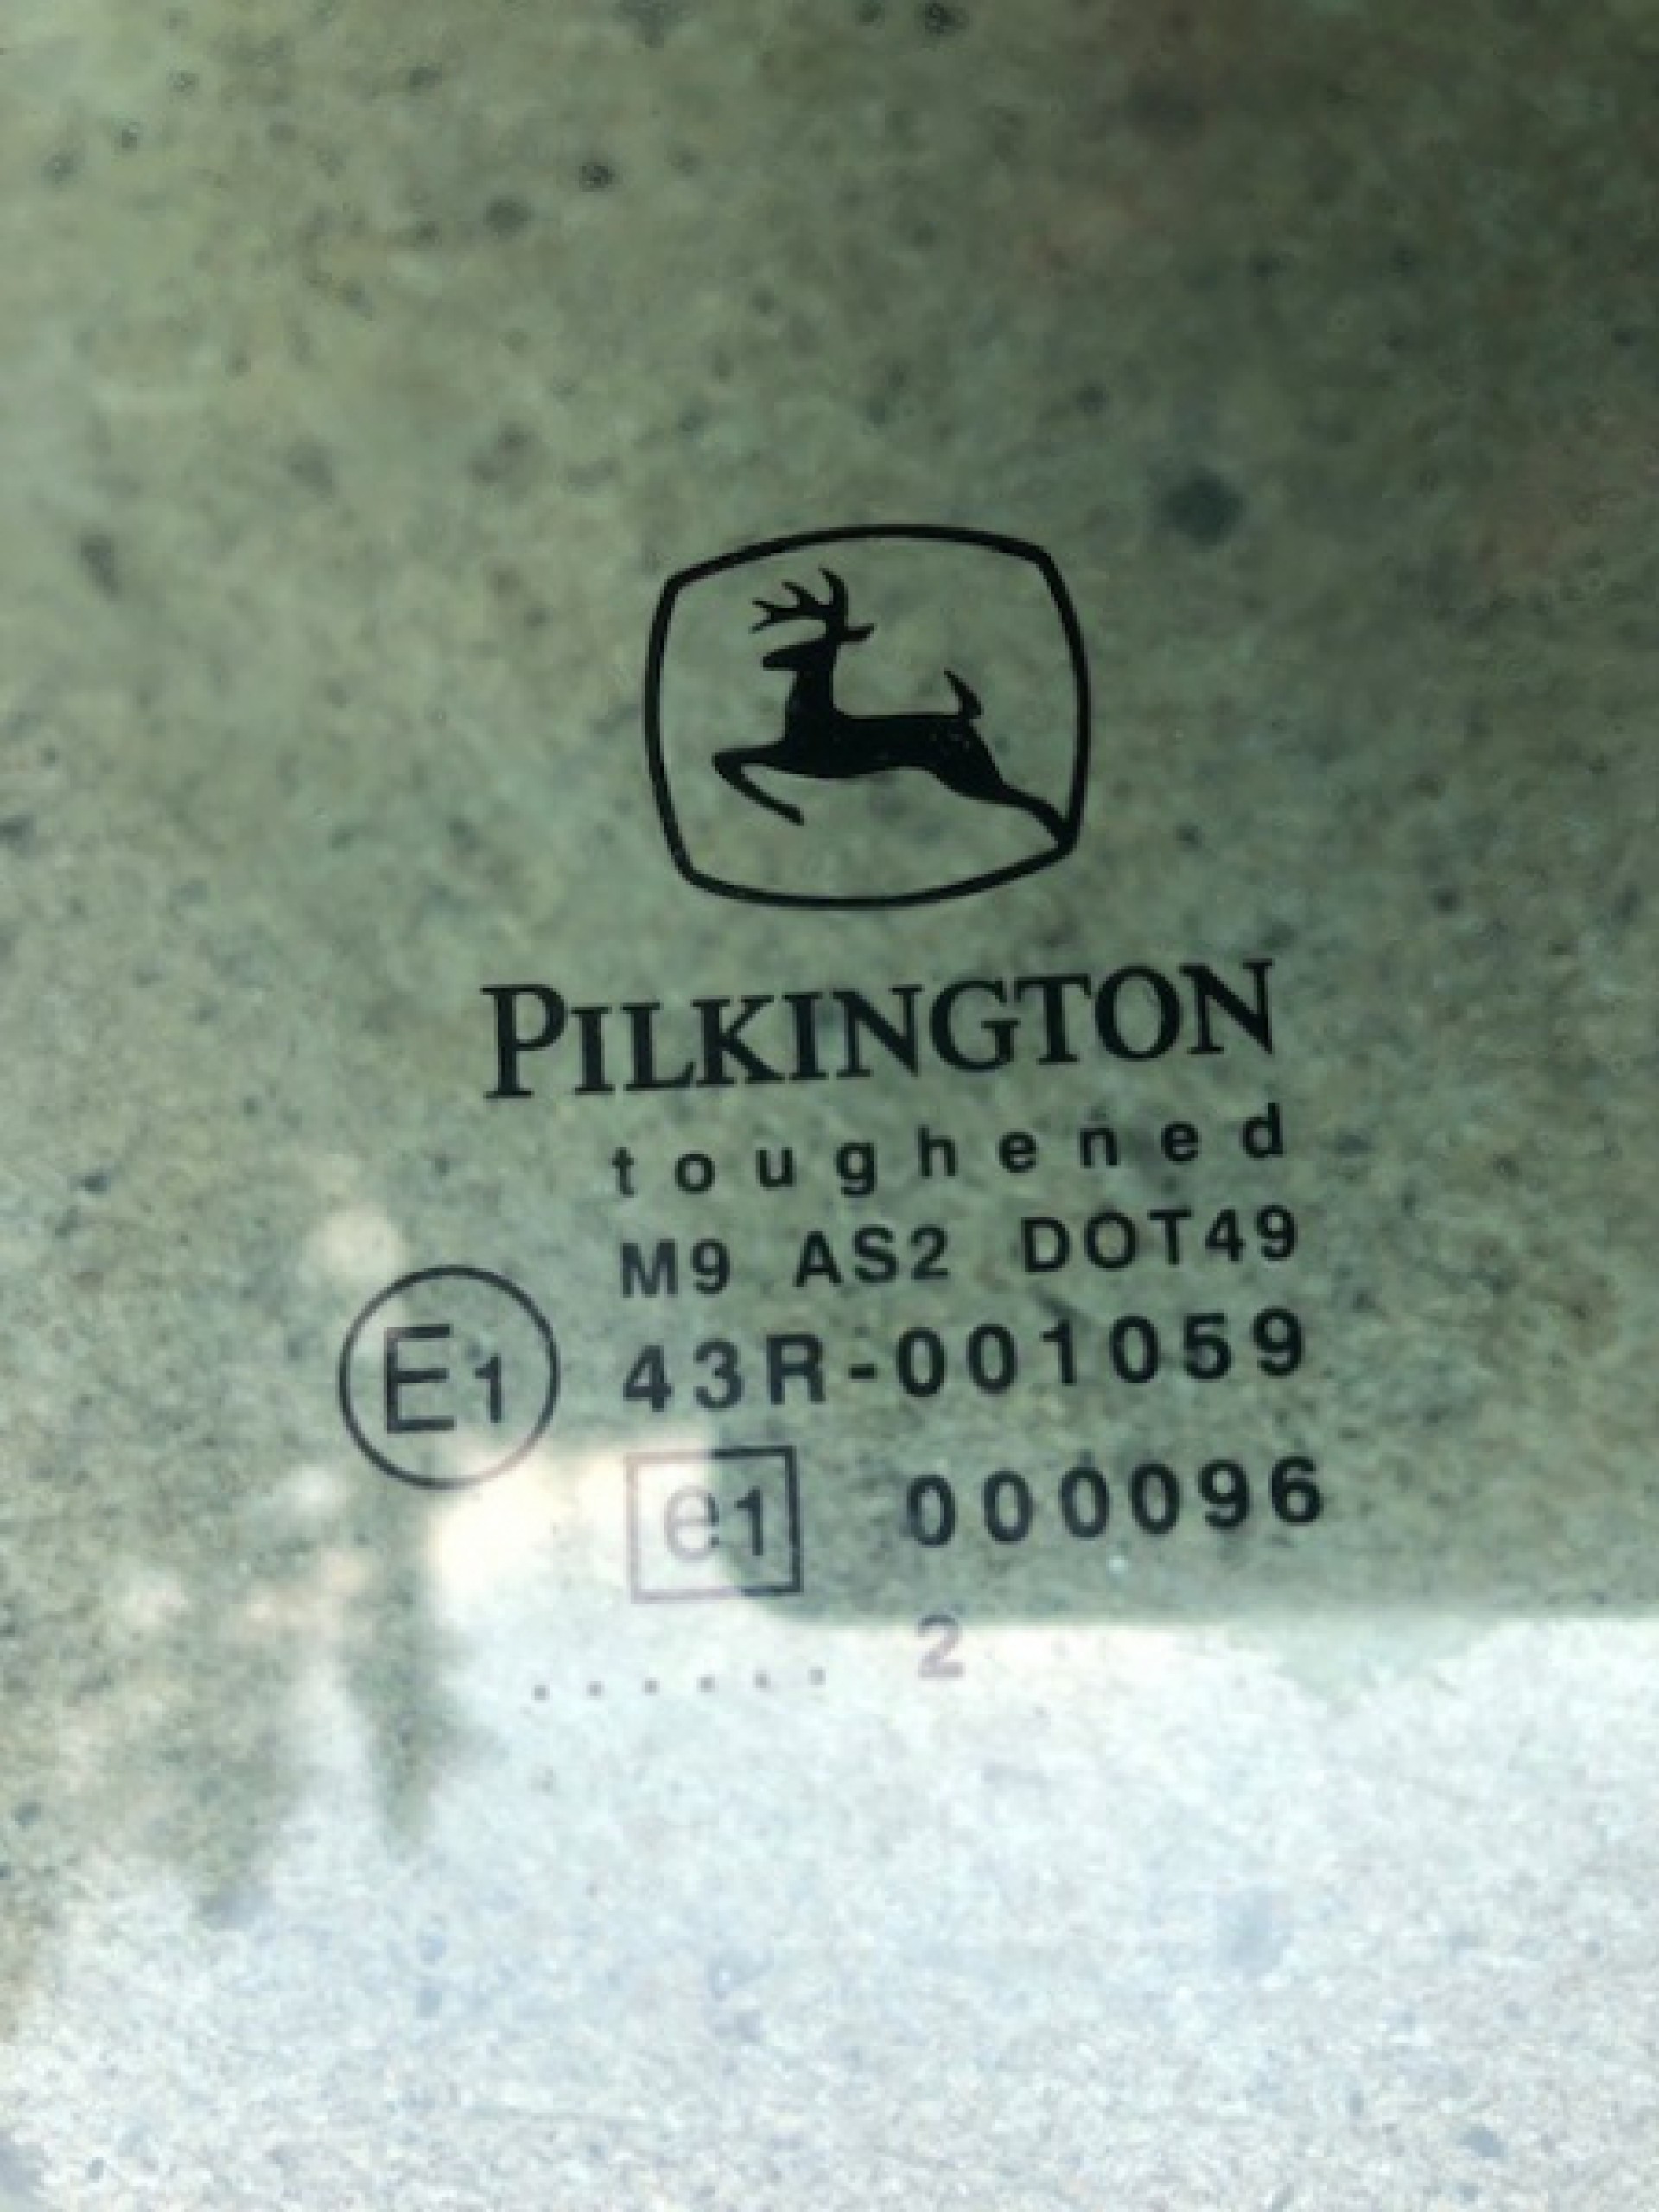 PILKINGTON
toughened
M9 AS2 DOT49
E1 43R-001059
e1 000096
...... 2